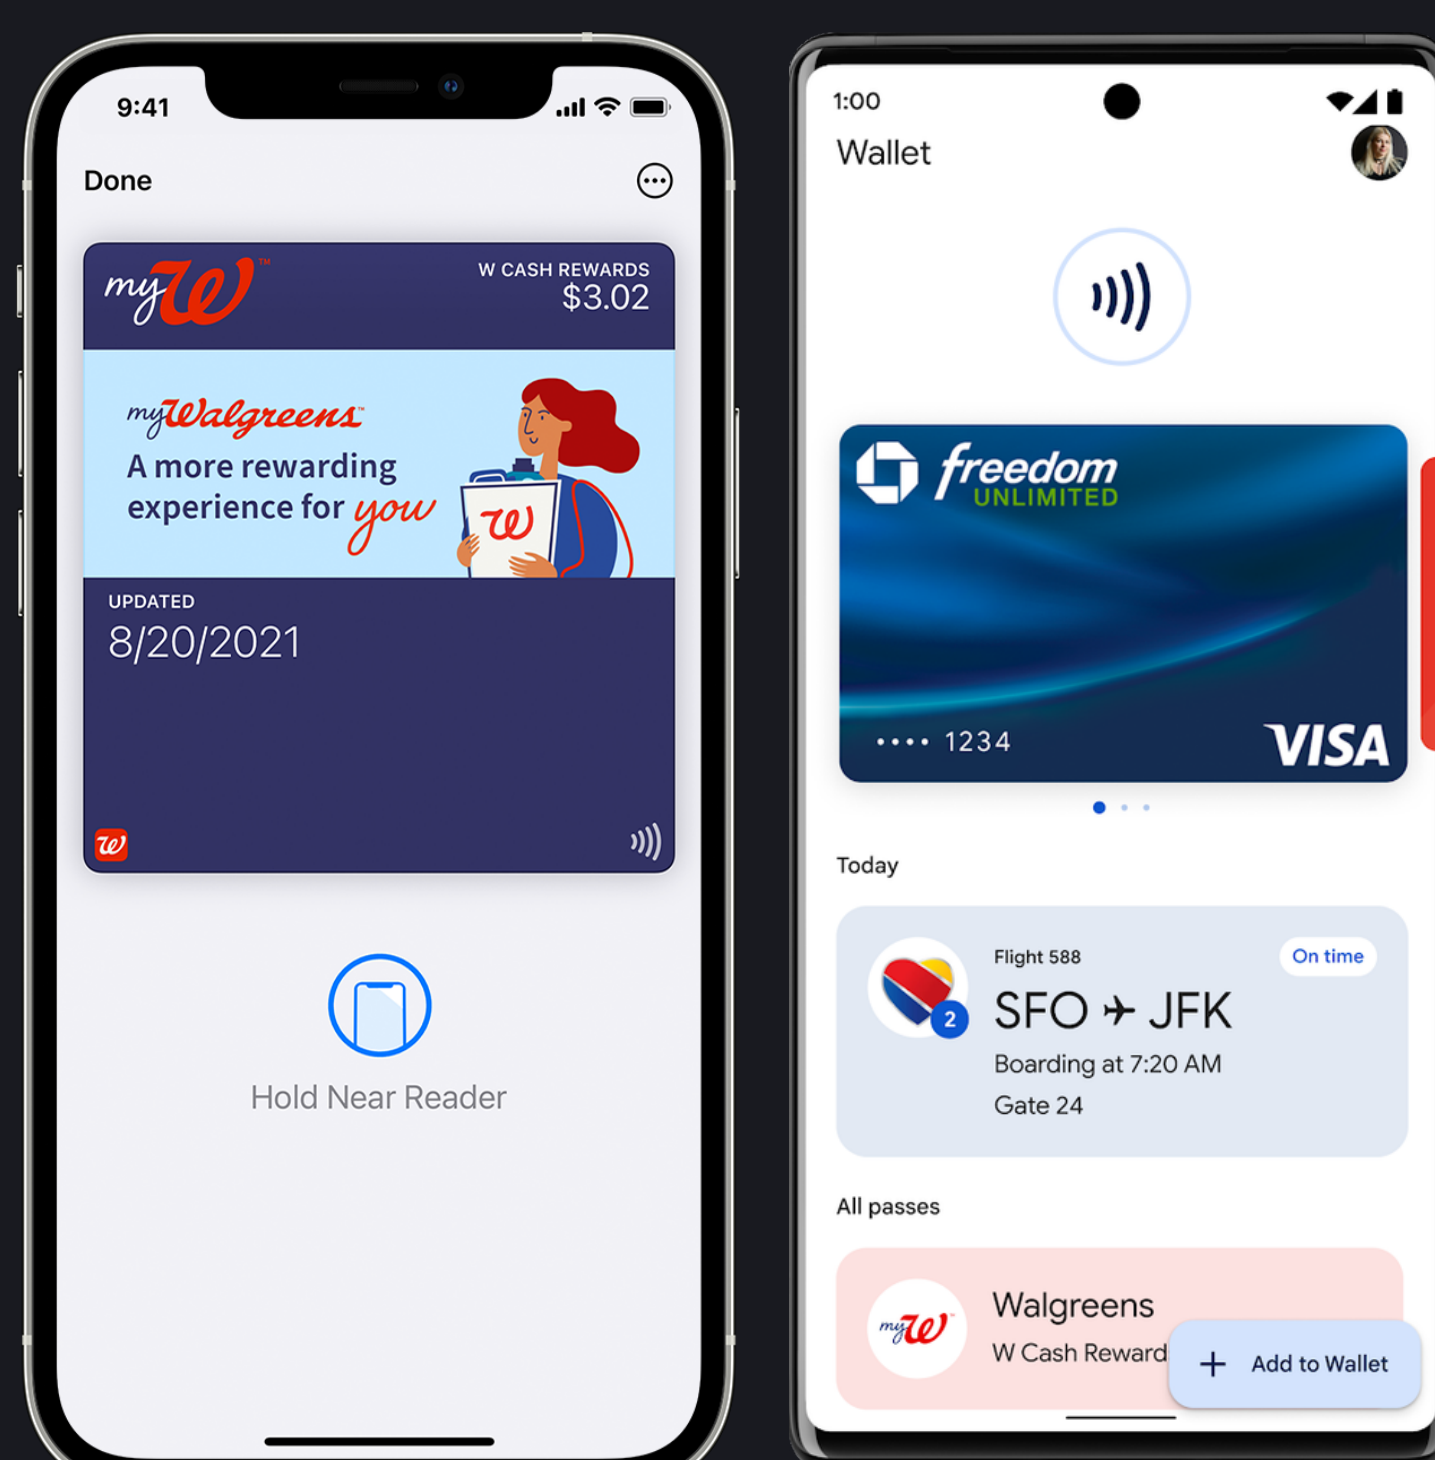 9:41
Done
myW™
W CASH REWARDS
$3.02
myWalgreens™
A more rewarding
experience for you
W
UPDATED
8/20/2021
W
Hold Near Reader
1:00
Wallet
freedom
UNLIMITED
•••• 1234
VISA
Today
Flight 588
On time
2
SFO ✈ JFK
Boarding at 7:20 AM
Gate 24
All passes
myW
Walgreens
W Cash Reward
+ Add to Wallet